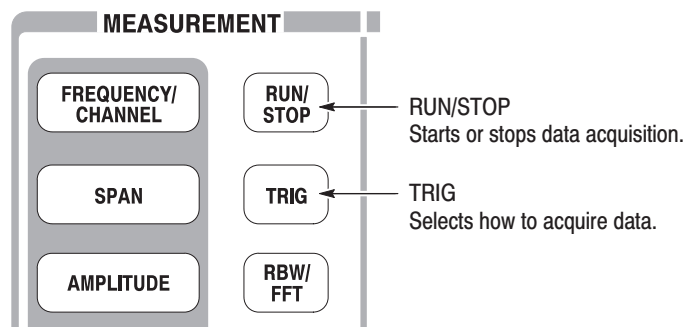 MEASUREMENT
FREQUENCY/
CHANNEL
RUN/
STOP
RUN/STOP
Starts or stops data acquisition.
SPAN
TRIG
TRIG
Selects how to acquire data.
AMPLITUDE
RBW/
FFT